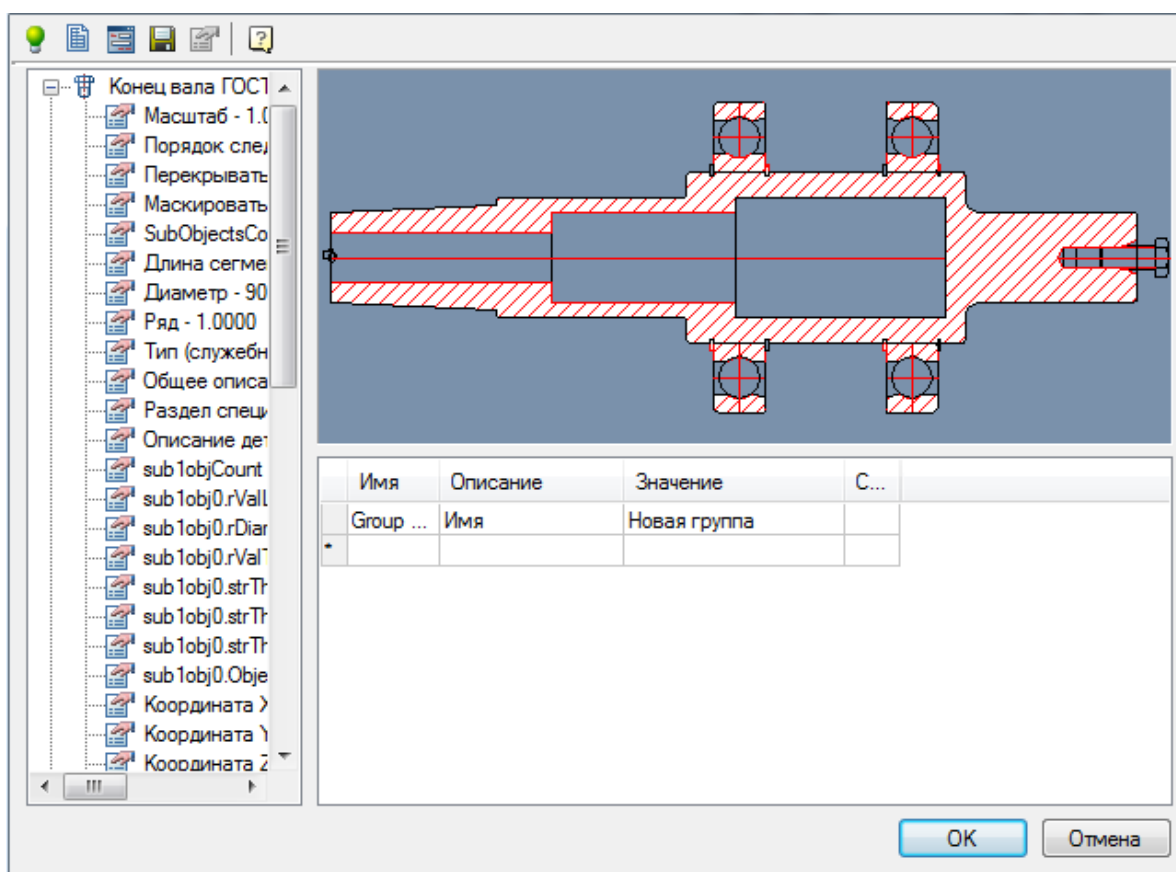 Конец вала ГОСТ
Масштаб - 1.0
Порядок след
Перекрывать
Маскировать
SubObjectsCo
Длина сегме
Диаметр - 90
Ряд - 1.0000
Тип (служебн
Общее описа
Раздел специ
Описание дет
sub1objCount
sub1obj0.rValL
sub1obj0.rDiar
sub1obj0.rValT
sub1obj0.strTh
sub1obj0.strTh
sub1obj0.strTh
sub1obj0.Obje
Координата X
Координата Y
Координата Z
Имя Описание Значение С...
Group ... Имя Новая группа
OK Отмена